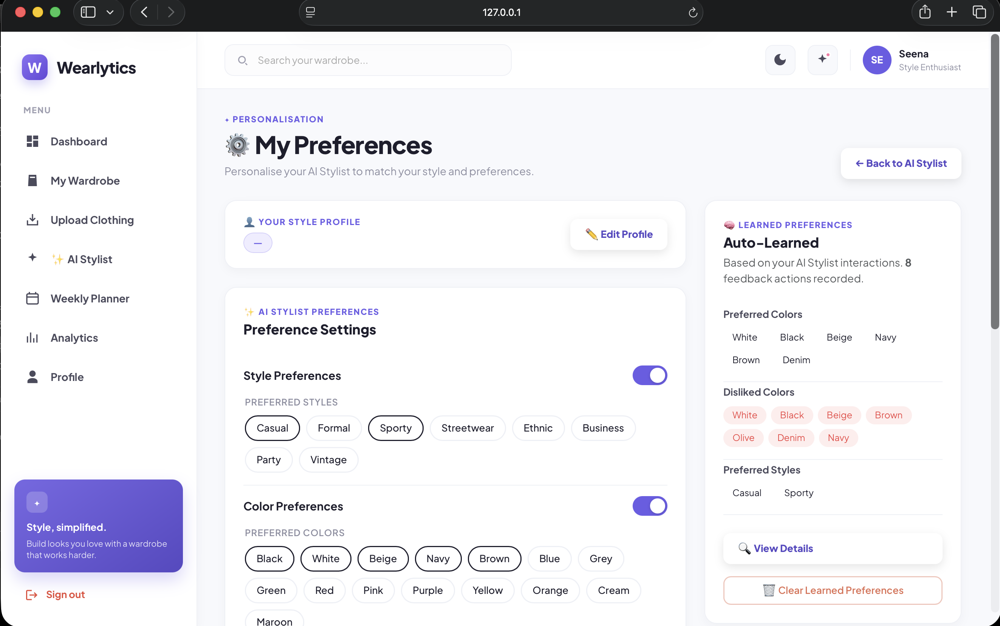 127.0.0.1
W Wearlytics
MENU
Dashboard
My Wardrobe
Upload Clothing
✨ AI Stylist
Weekly Planner
Analytics
Profile
Style, simplified.
Build looks you love with a wardrobe
that works harder.
Sign out
Search your wardrobe...
SE
Seena
Style Enthusiast
PERSONALISATION
⚙️ My Preferences
Personalise your AI Stylist to match your style and preferences.
← Back to AI Stylist
👤 YOUR STYLE PROFILE
—
✏️ Edit Profile
✨ AI STYLIST PREFERENCES
Preference Settings
Style Preferences
PREFERRED STYLES
Casual Formal Sporty Streetwear Ethnic Business
Party Vintage
Color Preferences
PREFERRED COLORS
Black White Beige Navy Brown Blue Grey
Green Red Pink Purple Yellow Orange Cream
Maroon
🧠 LEARNED PREFERENCES
Auto-Learned
Based on your AI Stylist interactions. 8
feedback actions recorded.
Preferred Colors
White Black Beige Navy
Brown Denim
Disliked Colors
White Black Beige Brown
Olive Denim Navy
Preferred Styles
Casual Sporty
🔍 View Details
🗑️ Clear Learned Preferences